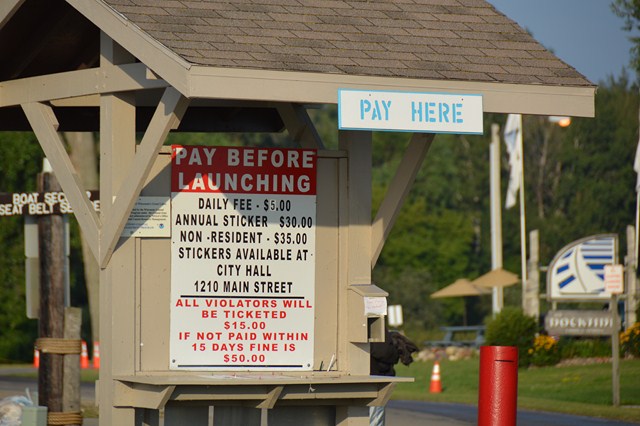 PAY HERE
PAY BEFORE
LAUNCHING
DAILY FEE - $5.00
ANNUAL STICKER - $30.00
NON - RESIDENT - $35.00
STICKERS AVAILABLE AT
CITY HALL
1210 MAIN STREET
ALL VIOLATORS WILL
BE TICKETED
$15.00
IF NOT PAID WITHIN
15 DAYS FINE IS
$50.00
BOAT
SEAT BELT